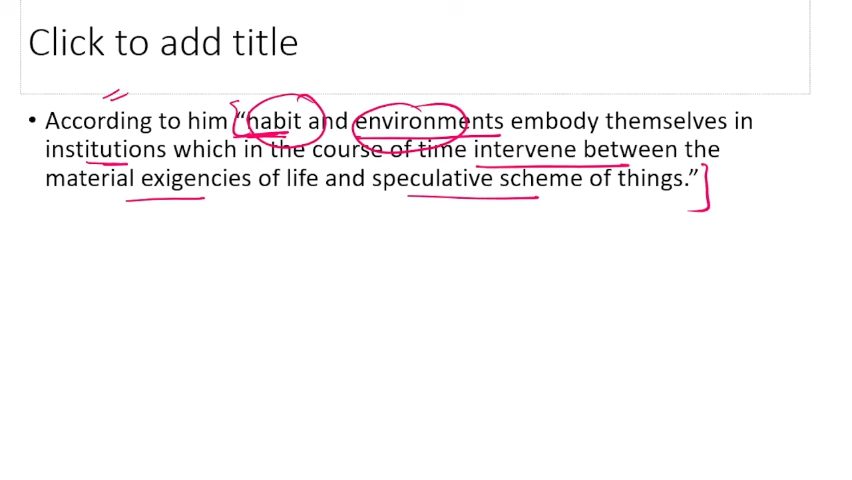 Click to add title
• According to him “habit and environments embody themselves in
institutions which in the course of time intervene between the
material exigencies of life and speculative scheme of things.”